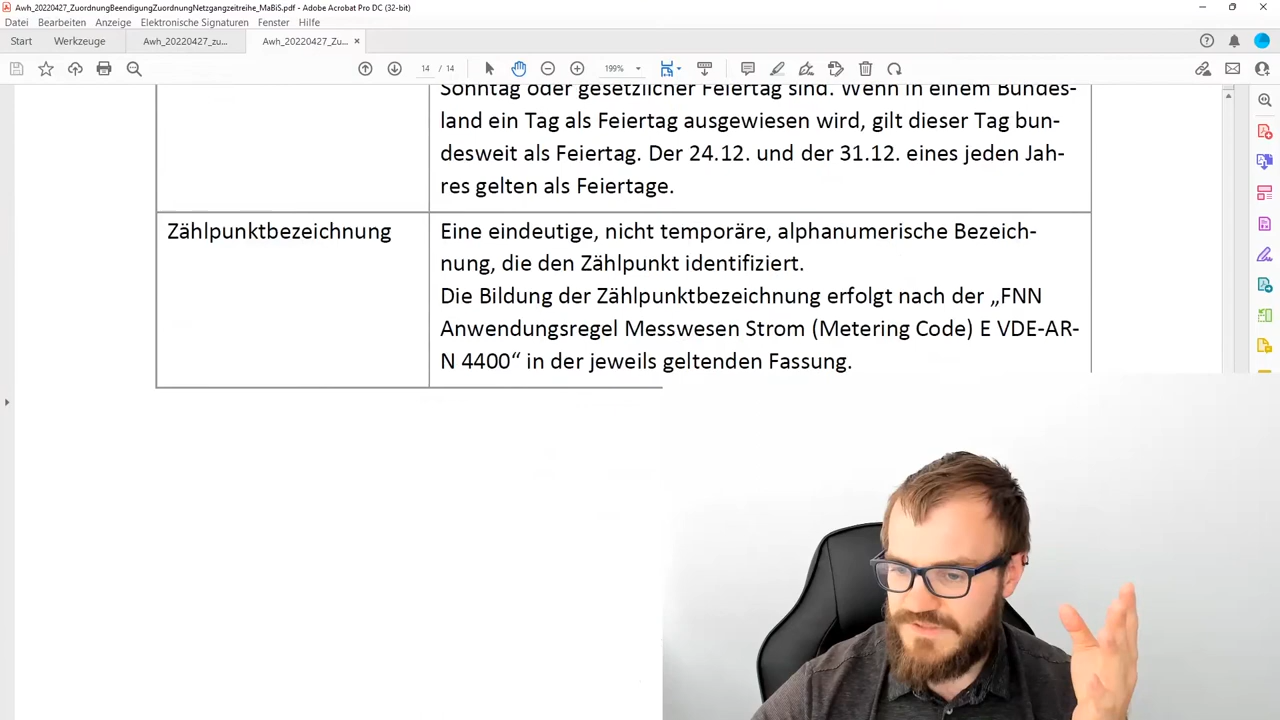 Awh_20220427_ZuordnungBeendigungZuordnungNetzgangzeitreihe_MaBiS.pdf - Adobe Acrobat Pro DC (32-bit)
Datei Bearbeiten Anzeige Elektronische Signaturen Fenster Hilfe
Start Werkzeuge Awh_20220427_zu... Awh_20220427_Zu... ×
14 / 14 199%
Sonntag oder gesetzlicher Feiertag sind. Wenn in einem Bundes-
land ein Tag als Feiertag ausgewiesen wird, gilt dieser Tag bun-
desweit als Feiertag. Der 24.12. und der 31.12. eines jeden Jah-
res gelten als Feiertage.
Zählpunktbezeichnung
Eine eindeutige, nicht temporäre, alphanumerische Bezeich-
nung, die den Zählpunkt identifiziert.
Die Bildung der Zählpunktbezeichnung erfolgt nach der „FNN
Anwendungsregel Messwesen Strom (Metering Code) E VDE-AR-
N 4400“ in der jeweils geltenden Fassung.